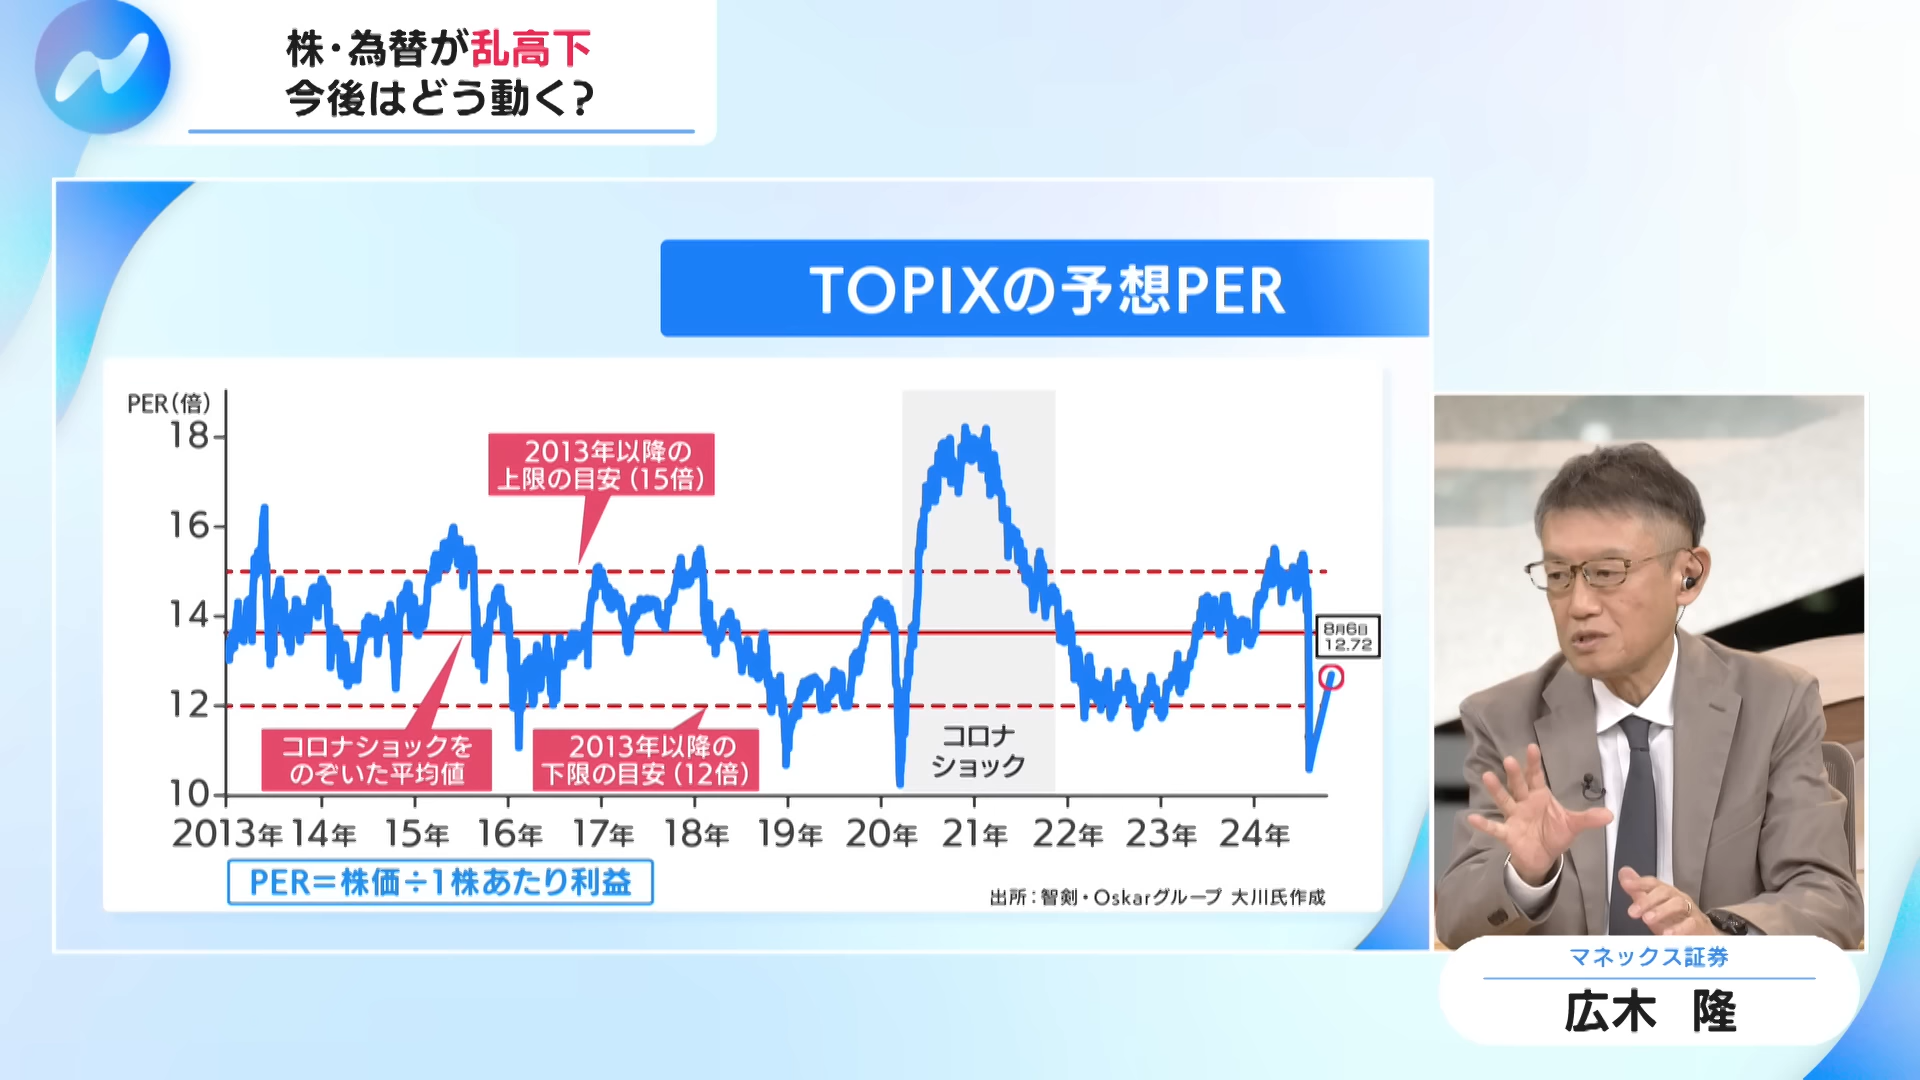 株・為替が乱高下
今後はどう動く?
TOPIXの予想PER
PER(倍)
18
16
14
12
10
2013年以降の
上限の目安(15倍)
8月6日
12.72
コロナショックを
のぞいた平均値
2013年以降の
下限の目安(12倍)
コロナ
ショック
2013年 14年 15年 16年 17年 18年 19年 20年 21年 22年 23年 24年
PER=株価÷1株あたり利益
出所:智剣・Oskarグループ 大川氏作成
マネックス証券
広木 隆